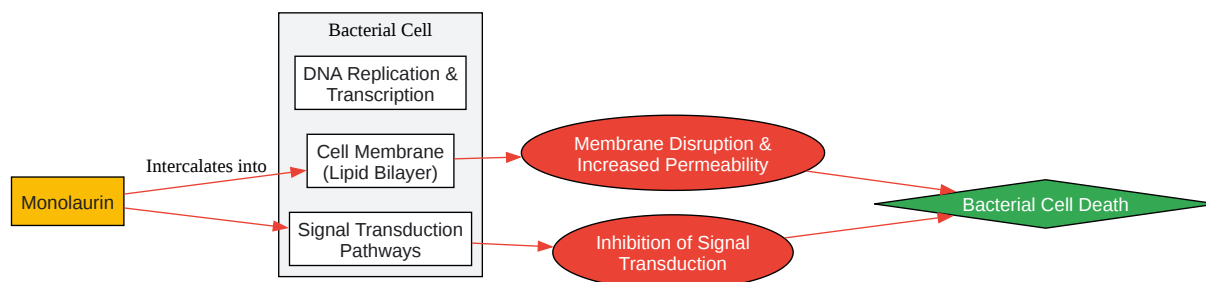 Bacterial Cell
DNA Replication &
Transcription
Intercalates into
Cell Membrane
(Lipid Bilayer)
Membrane Disruption &
Increased Permeability
Monolaurin
Bacterial Cell Death
Signal Transduction
Pathways
Inhibition of Signal
Transduction